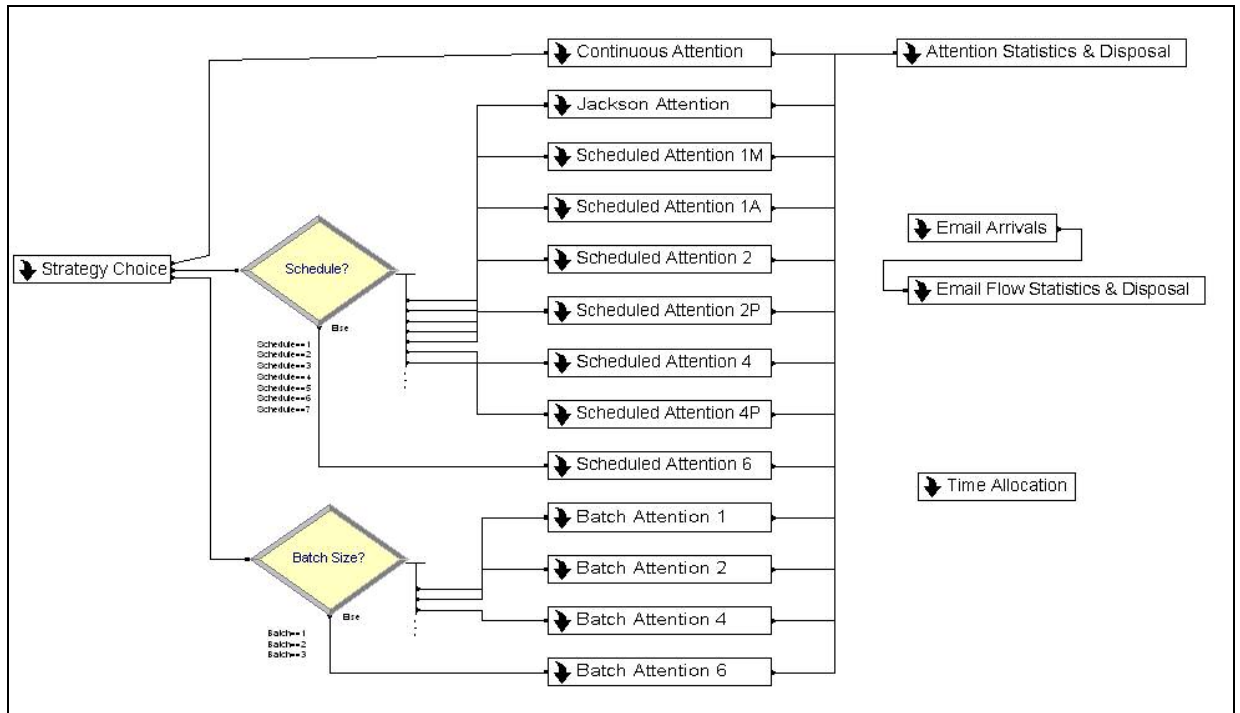 Continuous Attention
Attention Statistics & Disposal
Jackson Attention
Scheduled Attention 1M
Scheduled Attention 1A
Email Arrivals
Strategy Choice
Schedule?
Scheduled Attention 2
Email Flow Statistics & Disposal
Scheduled Attention 2P
Else
Schedule==1
Schedule==2
Schedule==3
Schedule==4
Schedule==5
Schedule==6
Schedule==7
Scheduled Attention 4
Scheduled Attention 4P
Scheduled Attention 6
Time Allocation
Batch Attention 1
Batch Size?
Batch Attention 2
Else
Batch==1
Batch==2
Batch==3
Batch Attention 4
Batch Attention 6